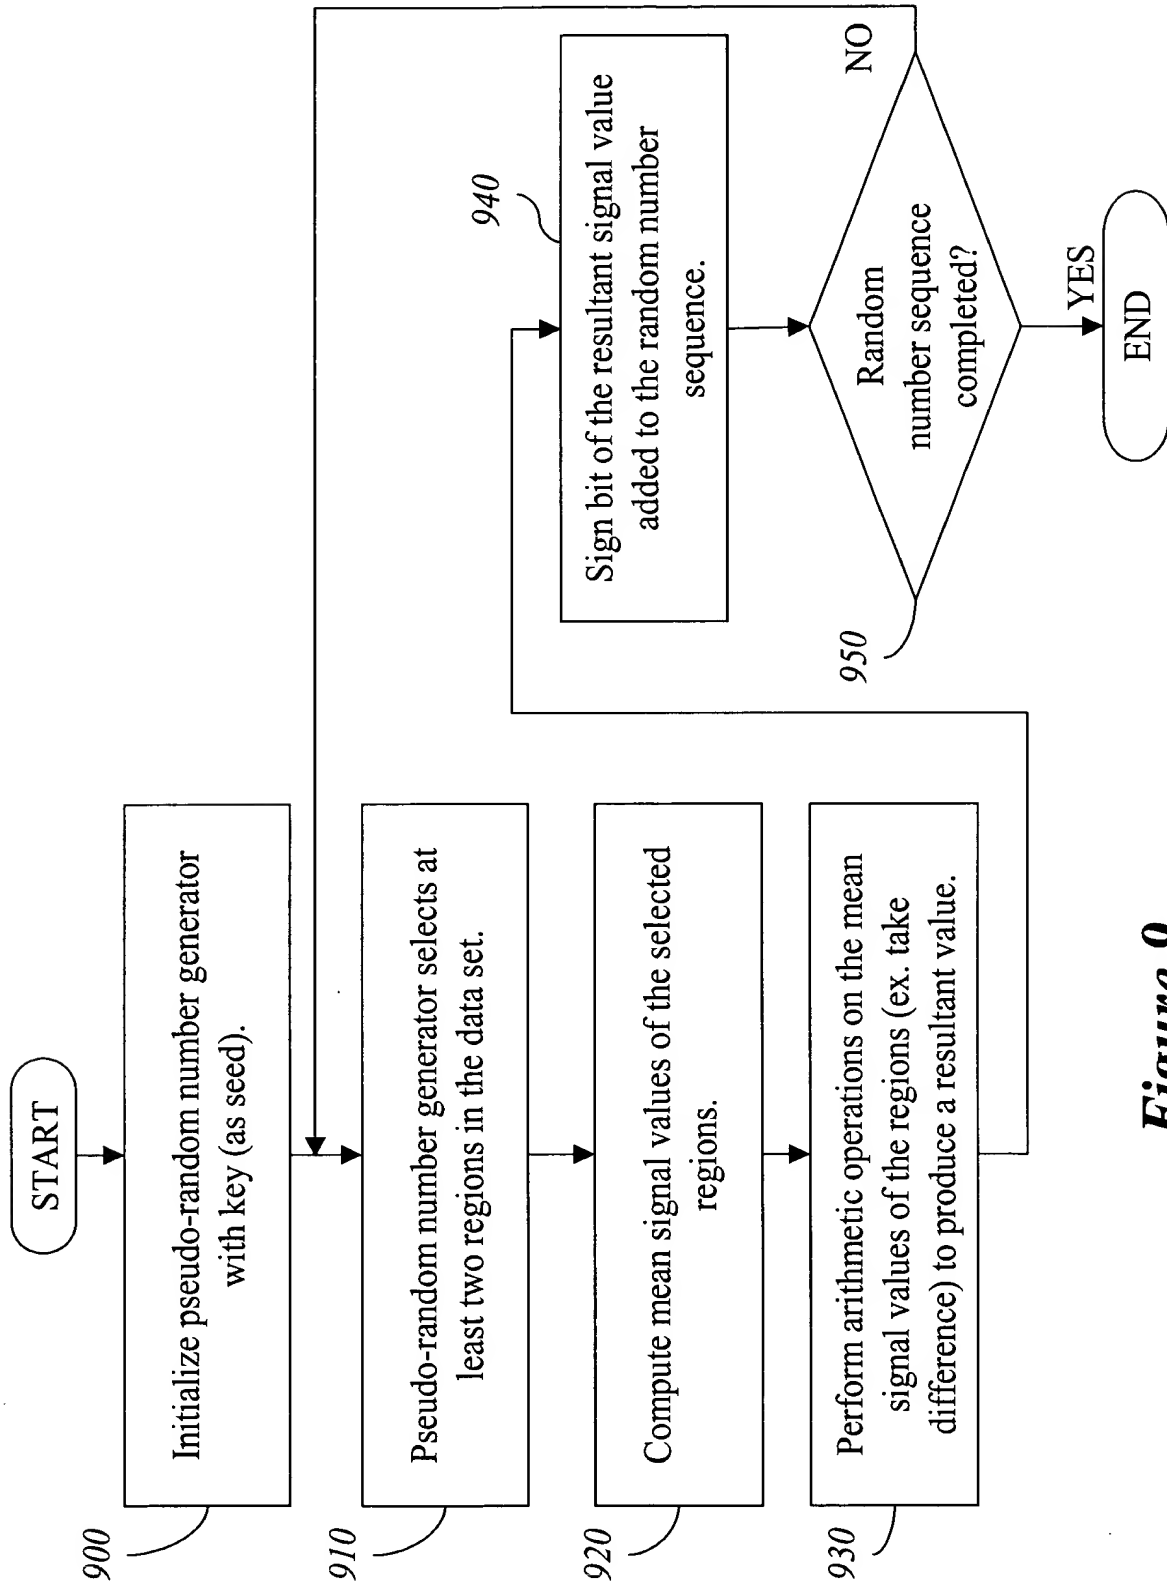 START
900
Initialize pseudo-random number generator
with key (as seed).
910
Pseudo-random number generator selects at
least two regions in the data set.
920
Compute mean signal values of the selected
regions.
930
Perform arithmetic operations on the mean
signal values of the regions (ex. take
difference) to produce a resultant value.
940
Sign bit of the resultant signal value
added to the random number
sequence.
950
Random
number sequence
completed?
NO
YES
END
Figure 9